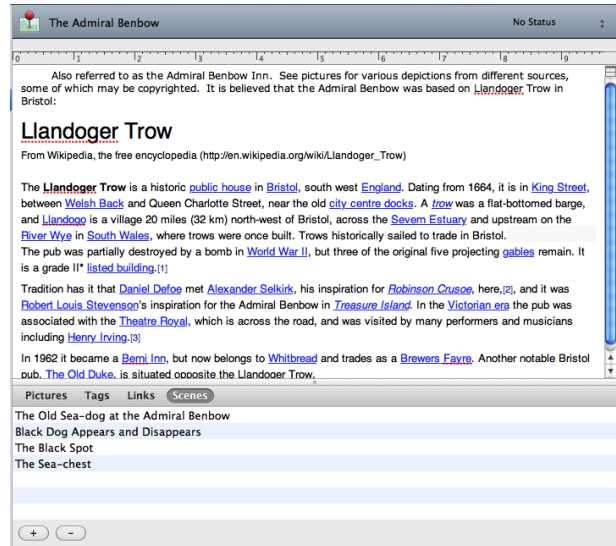 The Admiral Benbow
No Status
0 1 2 3 4 5 6 7 8 9
Also referred to as the Admiral Benbow Inn. See pictures for various depictions from different sources,
some of which may be copyrighted. It is believed that the Admiral Benbow was based on Llandoger Trow in
Bristol:
Llandoger Trow
From Wikipedia, the free encyclopedia (http://en.wikipedia.org/wiki/Llandoger_Trow)
The Llandoger Trow is a historic public house in Bristol, south west England. Dating from 1664, it is in King Street,
between Welsh Back and Queen Charlotte Street, near the old city centre docks. A trow was a flat-bottomed barge,
and Llandogo is a village 20 miles (32 km) north-west of Bristol, across the Severn Estuary and upstream on the
River Wye in South Wales, where trows were once built. Trows historically sailed to trade in Bristol.
The pub was partially destroyed by a bomb in World War II, but three of the original five projecting gables remain. It
is a grade II* listed building.[1]
Tradition has it that Daniel Defoe met Alexander Selkirk, his inspiration for Robinson Crusoe, here,[2], and it was
Robert Louis Stevenson's inspiration for the Admiral Benbow in Treasure Island. In the Victorian era the pub was
associated with the Theatre Royal, which is across the road, and was visited by many performers and musicians
including Henry Irving.[3]
In 1962 it became a Berni Inn, but now belongs to Whitbread and trades as a Brewers Fayre. Another notable Bristol
pub, The Old Duke, is situated opposite the Llandoger Trow.
Pictures Tags Links Scenes
The Old Sea-dog at the Admiral Benbow
Black Dog Appears and Disappears
The Black Spot
The Sea-chest
+ -